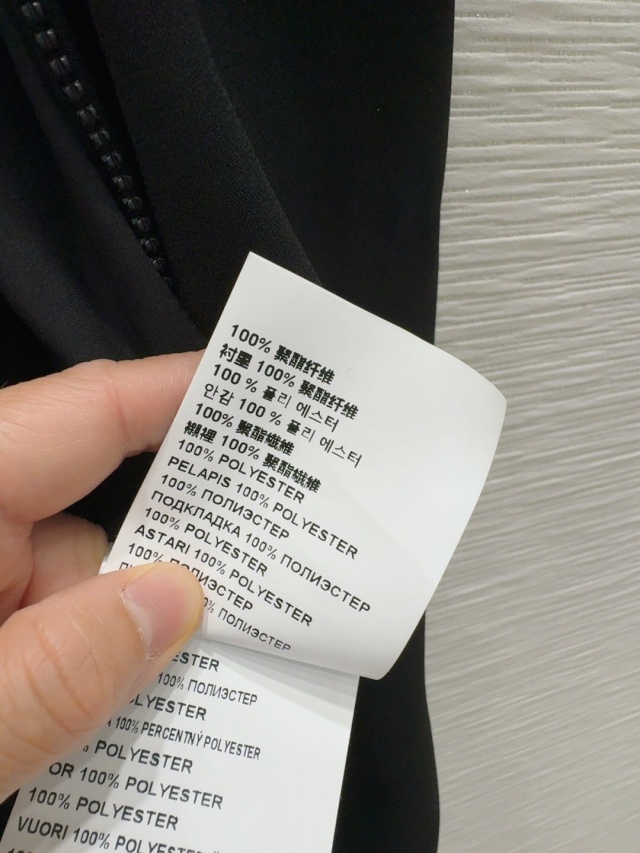 100% 聚酯纤维
衬里 100% 聚酯纤维
100 % 폴리 에스터
안감 100 % 폴리 에스터
100% 聚酯纖維
襯裡 100% 聚酯纖維
100% POLYESTER
PELAPIS 100% POLYESTER
100% ПОЛИЭСТЕР
ПОДКЛАДКА 100% ПОЛИЭСТЕР
100% POLYESTER
ASTARI 100% POLYESTER
100% ПОЛИЭСТЕР
ПОЛИЭСТЕР
100% ПОЛИЭСТЕР
100% PERCENTNÝ POLYESTER
POLYESTER
OR 100% POLYESTER
100% POLYESTER
VUORI 100% POLYESTER